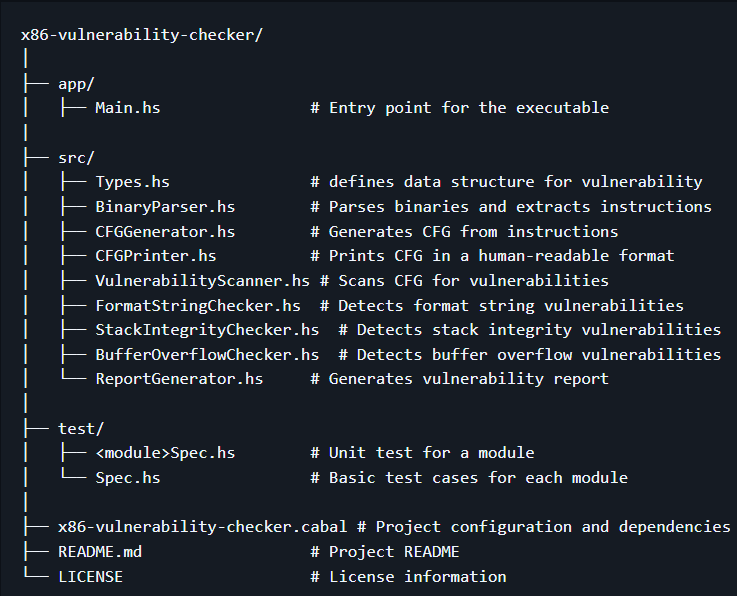 x86-vulnerability-checker/
│
├── app/
│   ├── Main.hs                # Entry point for the executable
│
├── src/
│   ├── Types.hs               # defines data structure for vulnerability
│   ├── BinaryParser.hs        # Parses binaries and extracts instructions
│   ├── CFGGenerator.hs        # Generates CFG from instructions
│   ├── CFGPrinter.hs          # Prints CFG in a human-readable format
│   ├── VulnerabilityScanner.hs # Scans CFG for vulnerabilities
│   ├── FormatStringChecker.hs  # Detects format string vulnerabilities
│   ├── StackIntegrityChecker.hs  # Detects stack integrity vulnerabilities
│   ├── BufferOverflowChecker.hs  # Detects buffer overflow vulnerabilities
│   └── ReportGenerator.hs     # Generates vulnerability report
│
├── test/
│   ├── <module>Spec.hs        # Unit test for a module
│   └── Spec.hs                # Basic test cases for each module
│
├── x86-vulnerability-checker.cabal # Project configuration and dependencies
├── README.md                  # Project README
└── LICENSE                    # License information